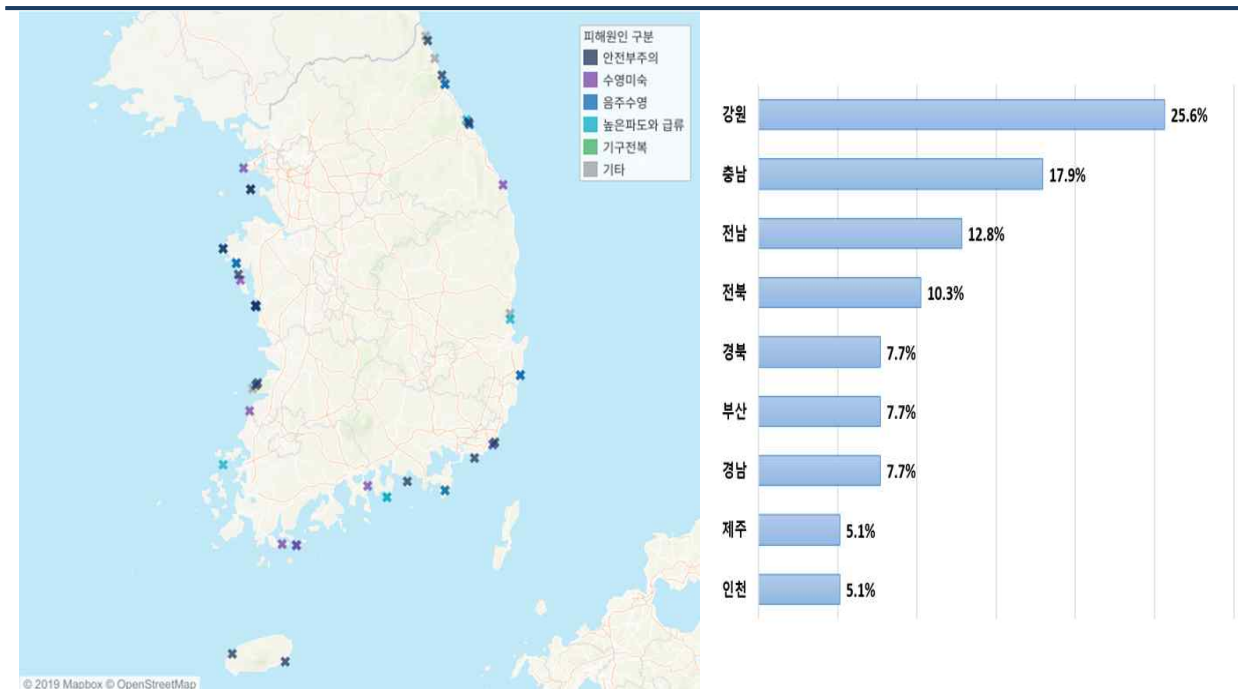 피해원인 구분
안전부주의
수영미숙
음주수영
높은파도와 급류
기구전복
기타
© 2019 Mapbox © OpenStreetMap
강원 25.6%
충남 17.9%
전남 12.8%
전북 10.3%
경북 7.7%
부산 7.7%
경남 7.7%
제주 5.1%
인천 5.1%